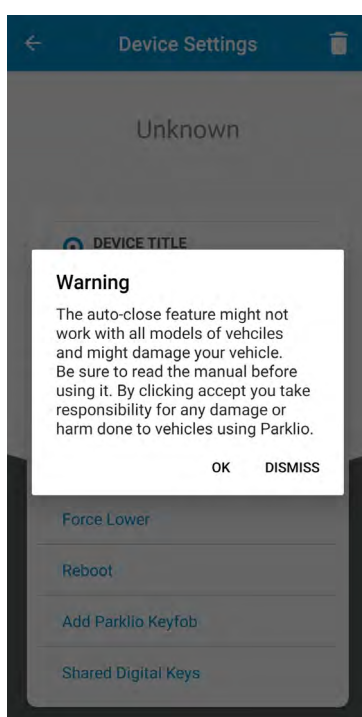 Device Settings
Unknown
DEVICE TITLE
Warning
The auto-close feature might not
work with all models of vehciles
and might damage your vehicle.
Be sure to read the manual before
using it. By clicking accept you take
responsibility for any damage or
harm done to vehicles using Parklio.
OK DISMISS
Force Lower
Reboot
Add Parklio Keyfob
Shared Digital Keys